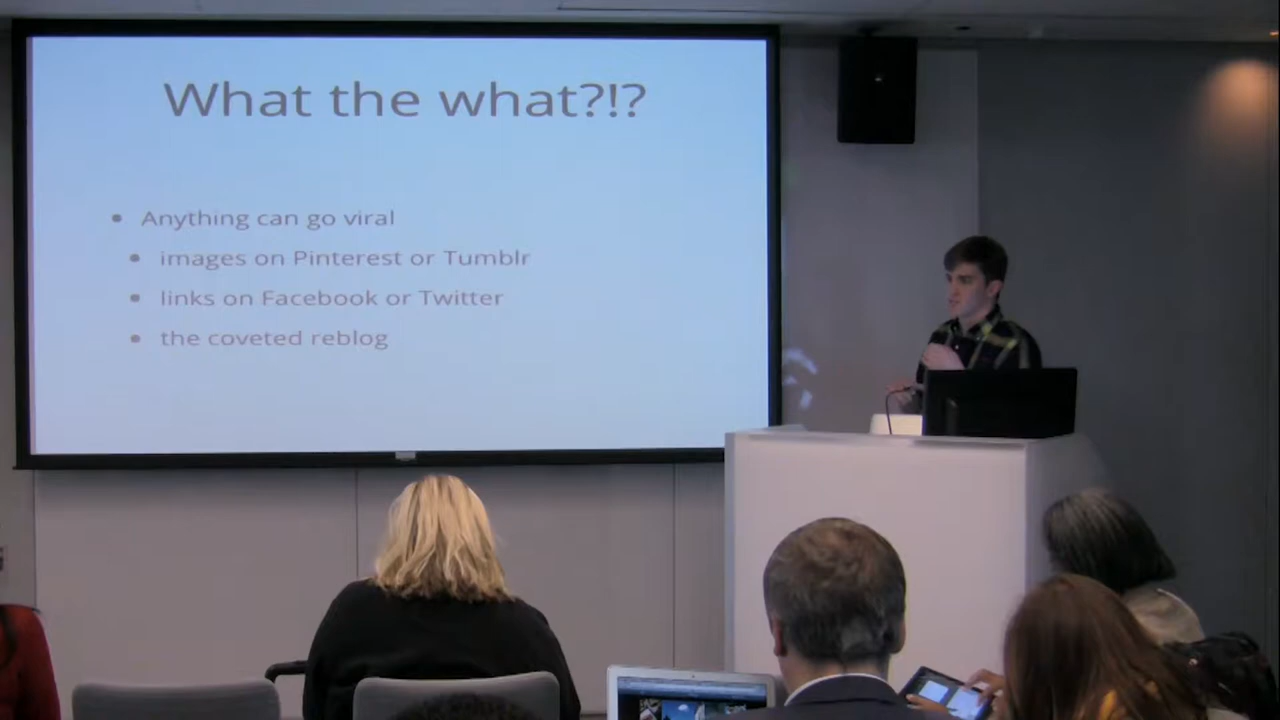 What the what?!?
Anything can go viral
images on Pinterest or Tumblr
links on Facebook or Twitter
the coveted reblog